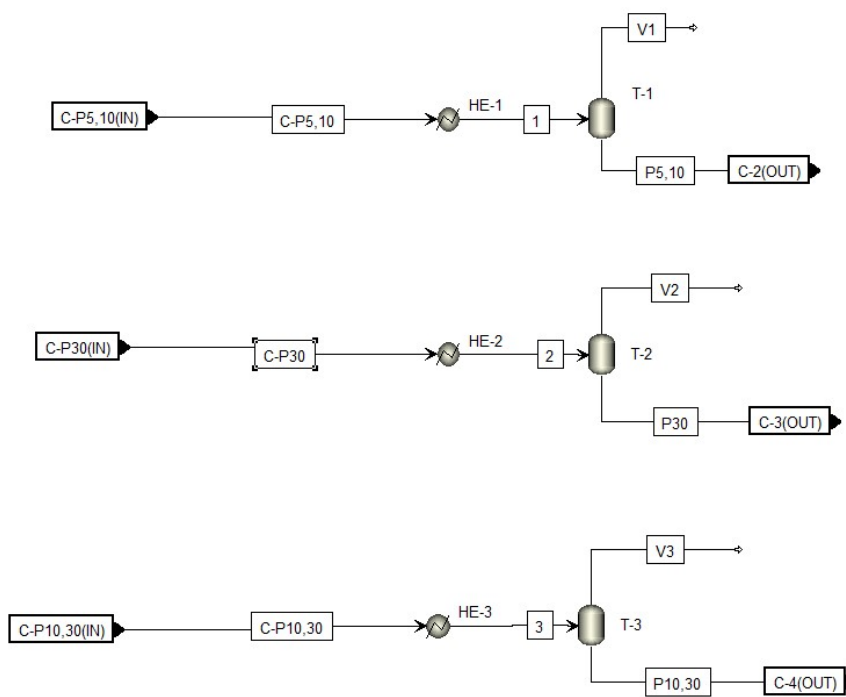 V1
HE-1
T-1
C-P5,10(IN)
C-P5,10
1
P5,10
C-2(OUT)
V2
HE-2
C-P30(IN)
C-P30
2
T-2
P30
C-3(OUT)
V3
HE-3
C-P10,30(IN)
C-P10,30
3
T-3
P10,30
C-4(OUT)